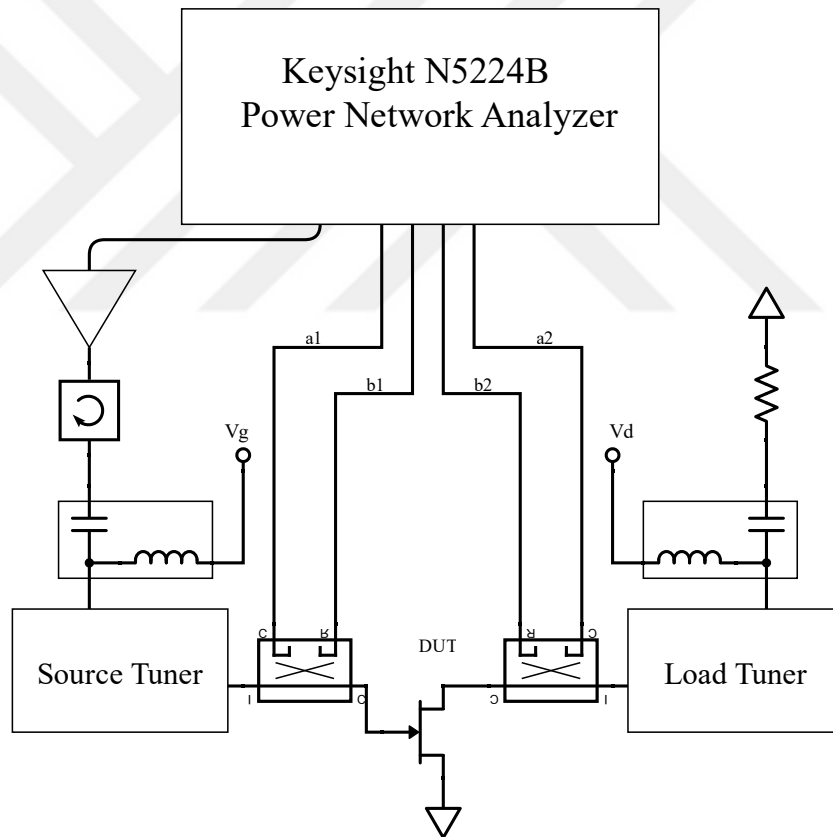 Keysight N5224B
Power Network Analyzer
a1
a2
b1
b2
Vg
Vd
C
R
R
C
DUT
Source Tuner
Load Tuner
I
O
C
I